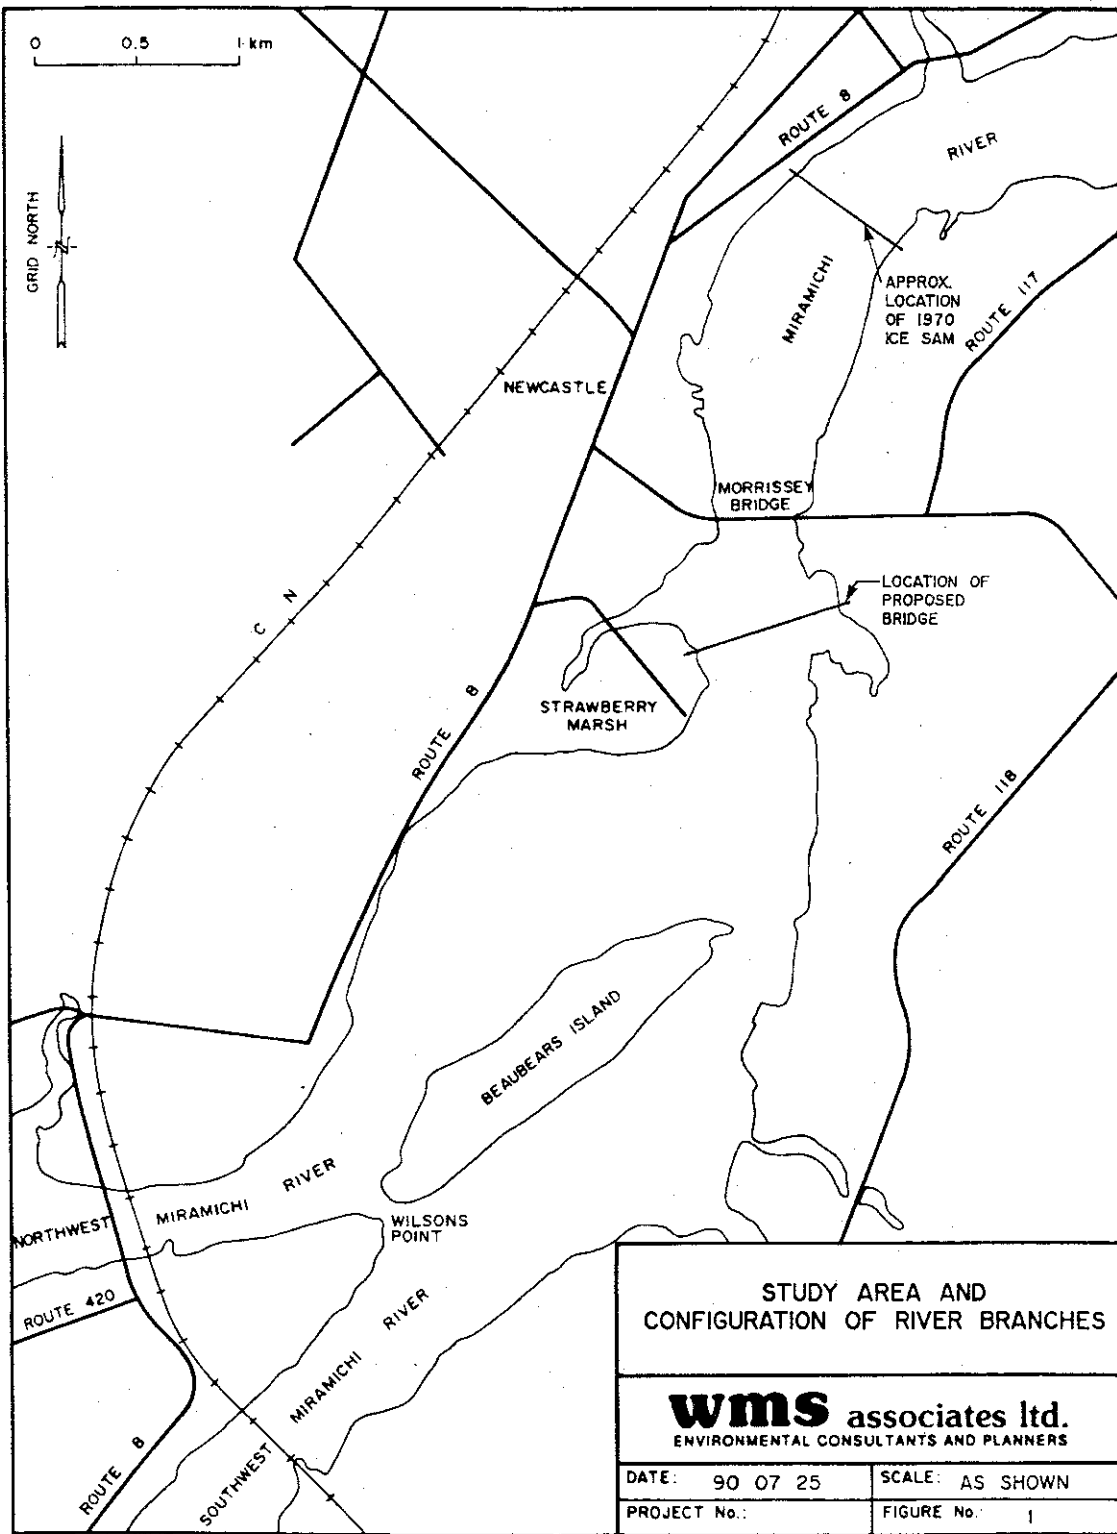 0 0.5 1 km
GRID NORTH
N
ROUTE 8
RIVER
MIRAMICHI
APPROX.
LOCATION
OF 1970
ICE SAM
ROUTE 117
NEWCASTLE
MORRISSEY
BRIDGE
LOCATION OF
PROPOSED
BRIDGE
C N
STRAWBERRY
MARSH
ROUTE 8
ROUTE 118
BEAUBEARS ISLAND
NORTHWEST MIRAMICHI RIVER
WILSONS
POINT
ROUTE 420
ROUTE 8
SOUTHWEST MIRAMICHI RIVER
STUDY AREA AND
CONFIGURATION OF RIVER BRANCHES
wms associates ltd.
ENVIRONMENTAL CONSULTANTS AND PLANNERS
DATE: 90 07 25
SCALE: AS SHOWN
PROJECT No.:
FIGURE No. 1